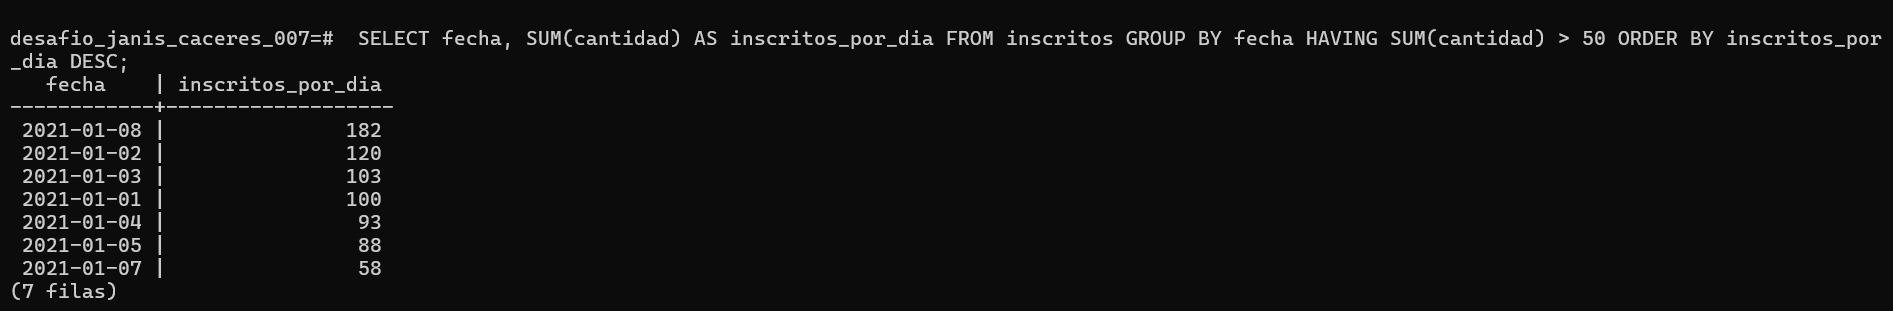 desafio_janis_caceres_007=#  SELECT fecha, SUM(cantidad) AS inscritos_por_dia FROM inscritos GROUP BY fecha HAVING SUM(cantidad) > 50 ORDER BY inscritos_por
_dia DESC;
   fecha    | inscritos_por_dia
------------+-------------------
 2021-01-08 |               182
 2021-01-02 |               120
 2021-01-03 |               103
 2021-01-01 |               100
 2021-01-04 |                93
 2021-01-05 |                88
 2021-01-07 |                58
(7 filas)